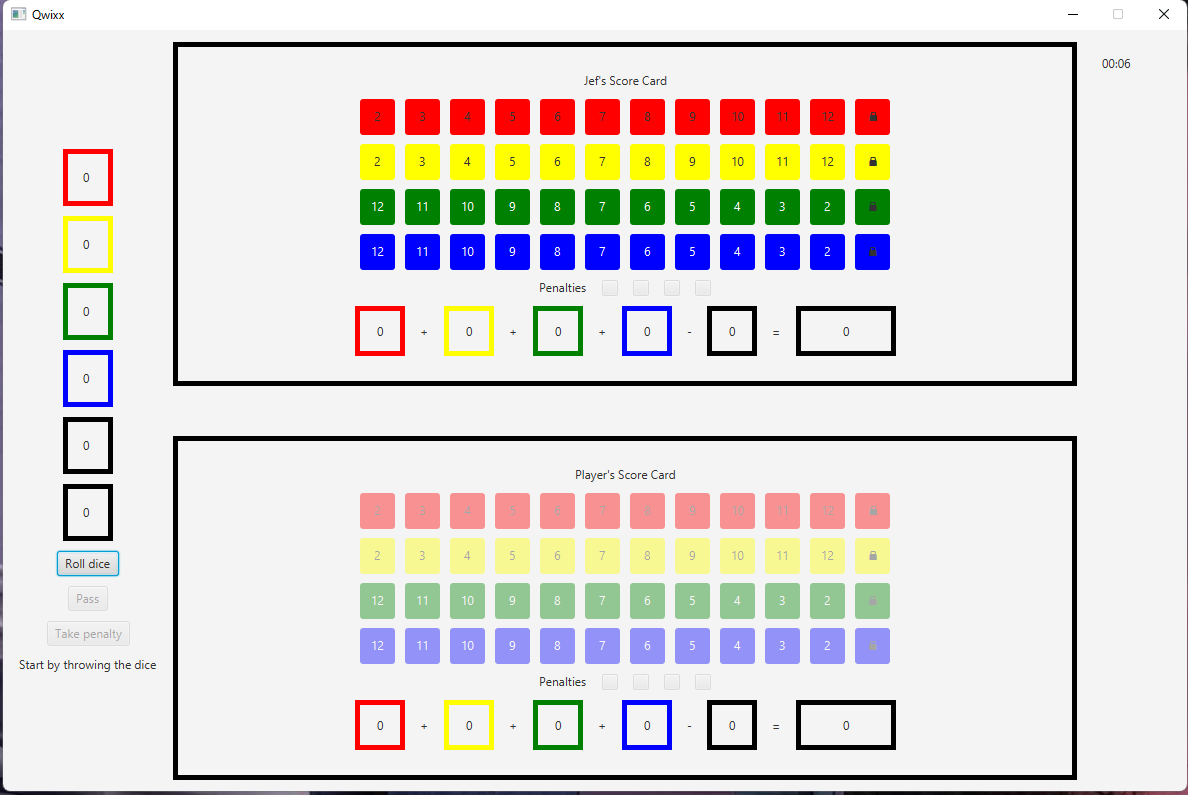 Qwixx
00:06
Jef's Score Card
2 3 4 5 6 7 8 9 10 11 12
2 3 4 5 6 7 8 9 10 11 12
12 11 10 9 8 7 6 5 4 3 2
12 11 10 9 8 7 6 5 4 3 2
Penalties
0 + 0 + 0 + 0 - 0 = 0
0
0
0
0
0
0
Roll dice
Pass
Take penalty
Start by throwing the dice
Player's Score Card
2 3 4 5 6 7 8 9 10 11 12
2 3 4 5 6 7 8 9 10 11 12
12 11 10 9 8 7 6 5 4 3 2
12 11 10 9 8 7 6 5 4 3 2
Penalties
0 + 0 + 0 + 0 - 0 = 0